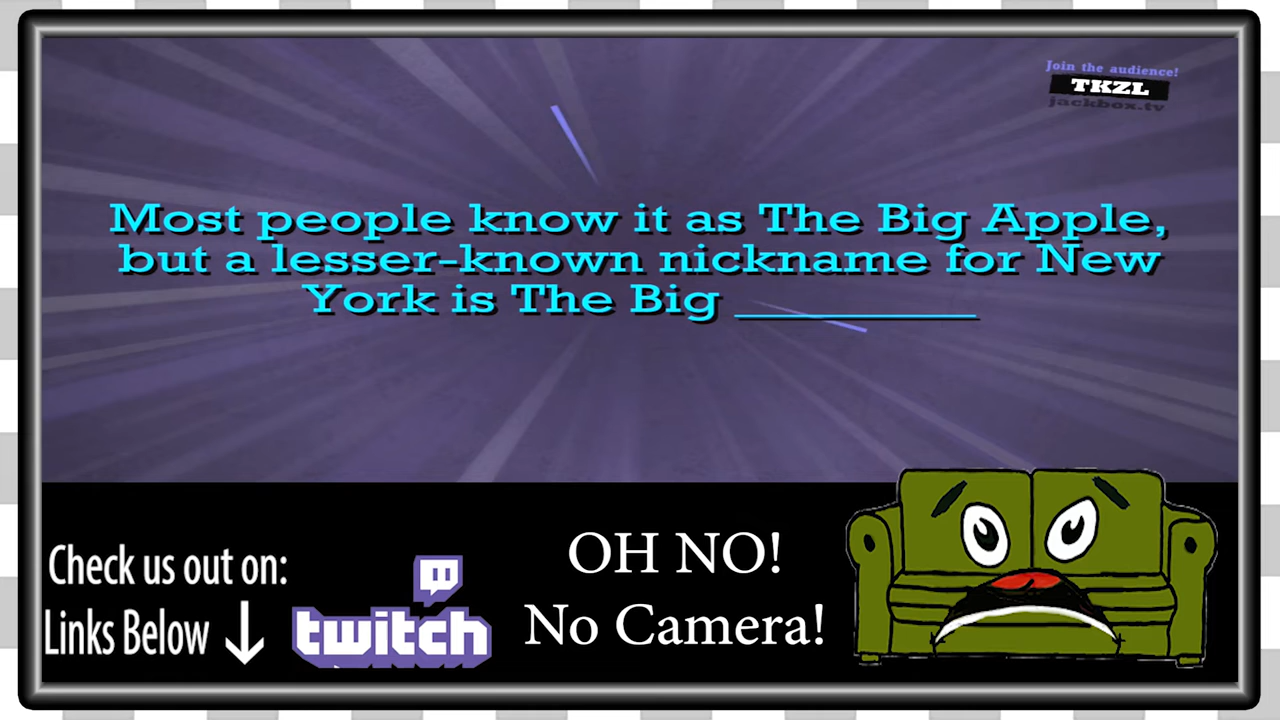 Join the audience!
TKZL
jackbox.tv
Most people know it as The Big Apple,
but a lesser-known nickname for New
York is The Big __________
Check us out on:
Links Below
twitch
OH NO!
No Camera!